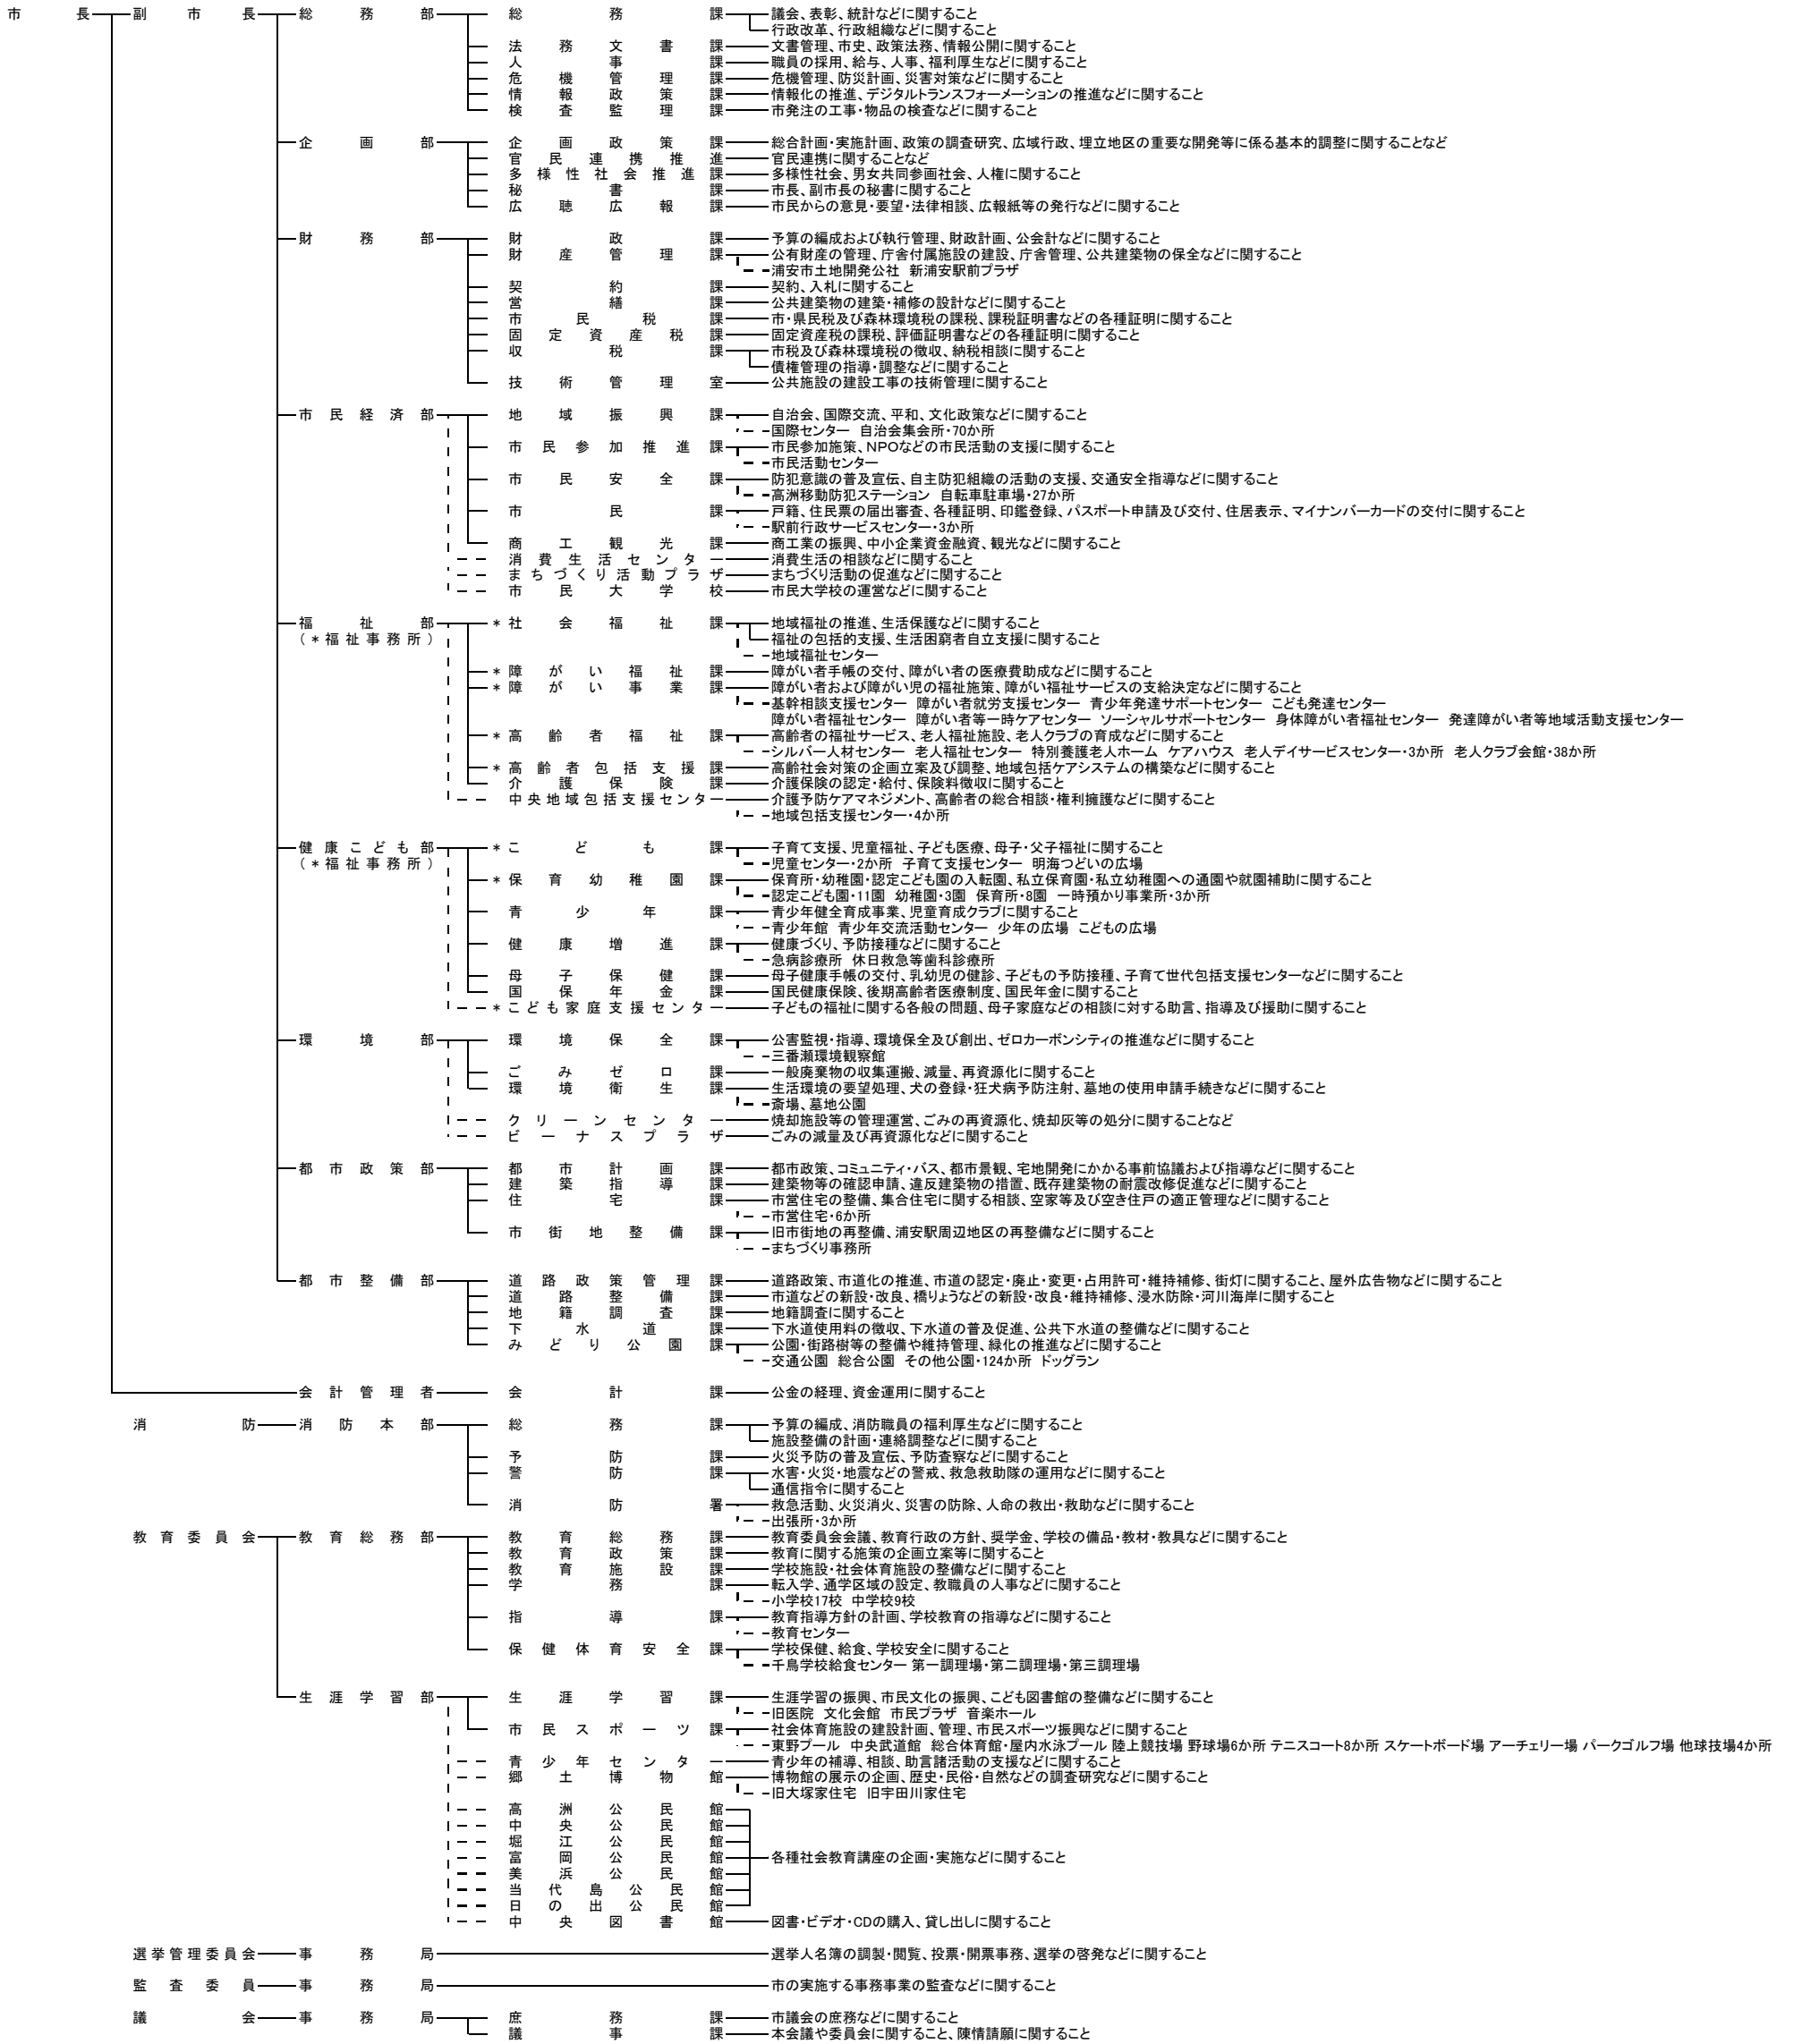 市長 副市長 総務部 総務課 議会、表彰、統計などに関すること
行政改革、行政組織などに関すること
法務文書課 文書管理、市史、政策法務、情報公開に関すること
人事課 職員の採用、給与、人事、福利厚生などに関すること
危機管理課 危機管理、防災計画、災害対策などに関すること
情報政策課 情報化の推進、デジタルトランスフォーメーションの推進などに関すること
検査監理課 市発注の工事・物品の検査などに関すること
企画部 企画政策課 総合計画・実施計画、政策の調査研究、広域行政、埋立地区の重要な開発等に係る基本的調整に関することなど
官民連携推進 官民連携に関することなど
多様性社会推進課 多様性社会、男女共同参画社会、人権に関すること
秘書課 市長、副市長の秘書に関すること
広聴広報課 市民からの意見・要望・法律相談、広報紙等の発行などに関すること
財務部 財政課 予算の編成および執行管理、財政計画、公会計などに関すること
財産管理課 公有財産の管理、庁舎付属施設の建設、庁舎管理、公共建築物の保全などに関すること
浦安市土地開発公社 新浦安駅前プラザ
契約課 契約、入札に関すること
営繕課 公共建築物の建築・補修の設計などに関すること
市民税課 市・県民税及び森林環境税の課税、課税証明書などの各種証明に関すること
固定資産税課 固定資産税の課税、評価証明書などの各種証明に関すること
収税課 市税及び森林環境税の徴収、納税相談に関すること
債権管理の指導・調整などに関すること
技術管理室 公共施設の建設工事の技術管理に関すること
市民経済部 地域振興課 自治会、国際交流、平和、文化政策などに関すること
国際センター 自治会集会所・70か所
市民参加推進課 市民参加施策、NPOなどの市民活動の支援に関すること
市民活動センター
市民安全課 防犯意識の普及宣伝、自主防犯組織の活動の支援、交通安全指導などに関すること
高洲移動防犯ステーション 自転車駐車場・27か所
市民課 戸籍、住民票の届出審査、各種証明、印鑑登録、パスポート申請及び交付、住居表示、マイナンバーカードの交付に関すること
駅前行政サービスセンター・3か所
商工観光課 商工業の振興、中小企業資金融資、観光などに関すること
消費生活センター 消費生活の相談などに関すること
まちづくり活動プラザ まちづくり活動の促進などに関すること
市民大学校 市民大学校の運営などに関すること
福祉部 *社会福祉課 地域福祉の推進、生活保護などに関すること
(*福祉事務所) 福祉の包括的支援、生活困窮者自立支援に関すること
地域福祉センター
*障がい福祉課 障がい者手帳の交付、障がい者の医療費助成などに関すること
*障がい事業課 障がい者および障がい児の福祉施策、障がい福祉サービスの支給決定などに関すること
基幹相談支援センター 障がい者就労支援センター 青少年発達サポートセンター こども発達センター
障がい者福祉センター 障がい者等一時ケアセンター ソーシャルサポートセンター 身体障がい者福祉センター 発達障がい者等地域活動支援センター
*高齢者福祉課 高齢者の福祉サービス、老人福祉施設、老人クラブの育成などに関すること
シルバー人材センター 老人福祉センター 特別養護老人ホーム ケアハウス 老人デイサービスセンター・3か所 老人クラブ会館・38か所
*高齢者包括支援課 高齢社会対策の企画立案及び調整、地域包括ケアシステムの構築などに関すること
介護保険課 介護保険の認定・給付、保険料徴収に関すること
中央地域包括支援センター 介護予防ケアマネジメント、高齢者の総合相談・権利擁護などに関すること
地域包括支援センター・4か所
健康こども部 *こども課 子育て支援、児童福祉、子ども医療、母子・父子福祉に関すること
(*福祉事務所) 児童センター・2か所 子育て支援センター 明海つどいの広場
*保育幼稚園課 保育所・幼稚園・認定こども園の入転園、私立保育園・私立幼稚園への通園や就園補助に関すること
認定こども園・11園 幼稚園・3園 保育所・8園 一時預かり事業所・3か所
青少年課 青少年健全育成事業、児童育成クラブに関すること
青少年館 青少年交流活動センター 少年の広場 こどもの広場
健康増進課 健康づくり、予防接種などに関すること
急病診療所 休日救急等歯科診療所
母子保健課 母子健康手帳の交付、乳幼児の健診、子どもの予防接種、子育て世代包括支援センターなどに関すること
国保年金課 国民健康保険、後期高齢者医療制度、国民年金に関すること
*こども家庭支援センター 子どもの福祉に関する各般の問題、母子家庭などの相談に対する助言、指導及び援助に関すること
環境部 環境保全課 公害監視・指導、環境保全及び創出、ゼロカーボンシティの推進などに関すること
三番瀬環境観察館
ごみゼロ課 一般廃棄物の収集運搬、減量、再資源化に関すること
環境衛生課 生活環境の要望処理、犬の登録・狂犬病予防注射、墓地の使用申請手続きなどに関すること
斎場、墓地公園
クリーンセンター 焼却施設等の管理運営、ごみの再資源化、焼却灰等の処分に関することなど
ビーナスプラザ ごみの減量及び再資源化などに関すること
都市政策部 都市計画課 都市政策、コミュニティ・バス、都市景観、宅地開発にかかる事前協議および指導などに関すること
建築指導課 建築物等の確認申請、違反建築物の措置、既存建築物の耐震改修促進などに関すること
住宅課 市営住宅の整備、集合住宅に関する相談、空家等及び空き住戸の適正管理などに関すること
市営住宅・6か所
市街地整備課 旧市街地の再整備、浦安駅周辺地区の再整備などに関すること
まちづくり事務所
都市整備部 道路政策管理課 道路政策、市道化の推進、市道の認定・廃止・変更・占用許可・維持補修、街灯に関すること、屋外広告物などに関すること
道路整備課 市道などの新設・改良、橋りょうなどの新設・改良・維持補修、浸水防除・河川海岸に関すること
地籍調査課 地籍調査に関すること
下水道課 下水道使用料の徴収、下水道の普及促進、公共下水道の整備などに関すること
みどり公園課 公園・街路樹等の整備や維持管理、緑化の推進などに関すること
交通公園 総合公園 その他公園・124か所 ドッグラン
会計管理者 会計課 公金の経理、資金運用に関すること
消防 消防本部 総務課 予算の編成、消防職員の福利厚生などに関すること
施設整備の計画・連絡調整などに関すること
予防課 火災予防の普及宣伝、予防査察などに関すること
警防課 水害・火災・地震などの警戒、救急救助隊の運用などに関すること
通信指令に関すること
消防署 救急活動、火災消火、災害の防除、人命の救出・救助などに関すること
出張所・3か所
教育委員会 教育総務部 教育総務課 教育委員会会議、教育行政の方針、奨学金、学校の備品・教材・教具などに関すること
教育政策課 教育に関する施策の企画立案等に関すること
教育施設課 学校施設・社会体育施設の整備などに関すること
学務課 転入学、通学区域の設定、教職員の人事などに関すること
小学校17校 中学校9校
指導課 教育指導方針の計画、学校教育の指導などに関すること
教育センター
保健体育安全課 学校保健、給食、学校安全に関すること
千鳥学校給食センター 第一調理場・第二調理場・第三調理場
生涯学習部 生涯学習課 生涯学習の振興、市民文化の振興、こども図書館の整備などに関すること
旧医院 文化会館 市民プラザ 音楽ホール
市民スポーツ課 社会体育施設の建設計画、管理、市民スポーツ振興などに関すること
東野プール 中央武道館 総合体育館・屋内水泳プール 陸上競技場 野球場6か所 テニスコート8か所 スケートボード場 アーチェリー場 パークゴルフ場 他球技場4か所
青少年センター 青少年の補導、相談、助言諸活動の支援などに関すること
郷土博物館 博物館の展示の企画、歴史・民俗・自然などの調査研究などに関すること
旧大塚家住宅 旧宇田川家住宅
高洲公民館
中央公民館
堀江公民館
富岡公民館 各種社会教育講座の企画・実施などに関すること
美浜公民館
当代島公民館
日の出公民館
中央図書館 図書・ビデオ・CDの購入、貸し出しに関すること
選挙管理委員会 事務局 選挙人名簿の調製・閲覧、投票・開票事務、選挙の啓発などに関すること
監査委員 事務局 市の実施する事務事業の監査などに関すること
議会 事務局 庶務課 市議会の庶務などに関すること
議事課 本会議や委員会に関すること、陳情請願に関すること